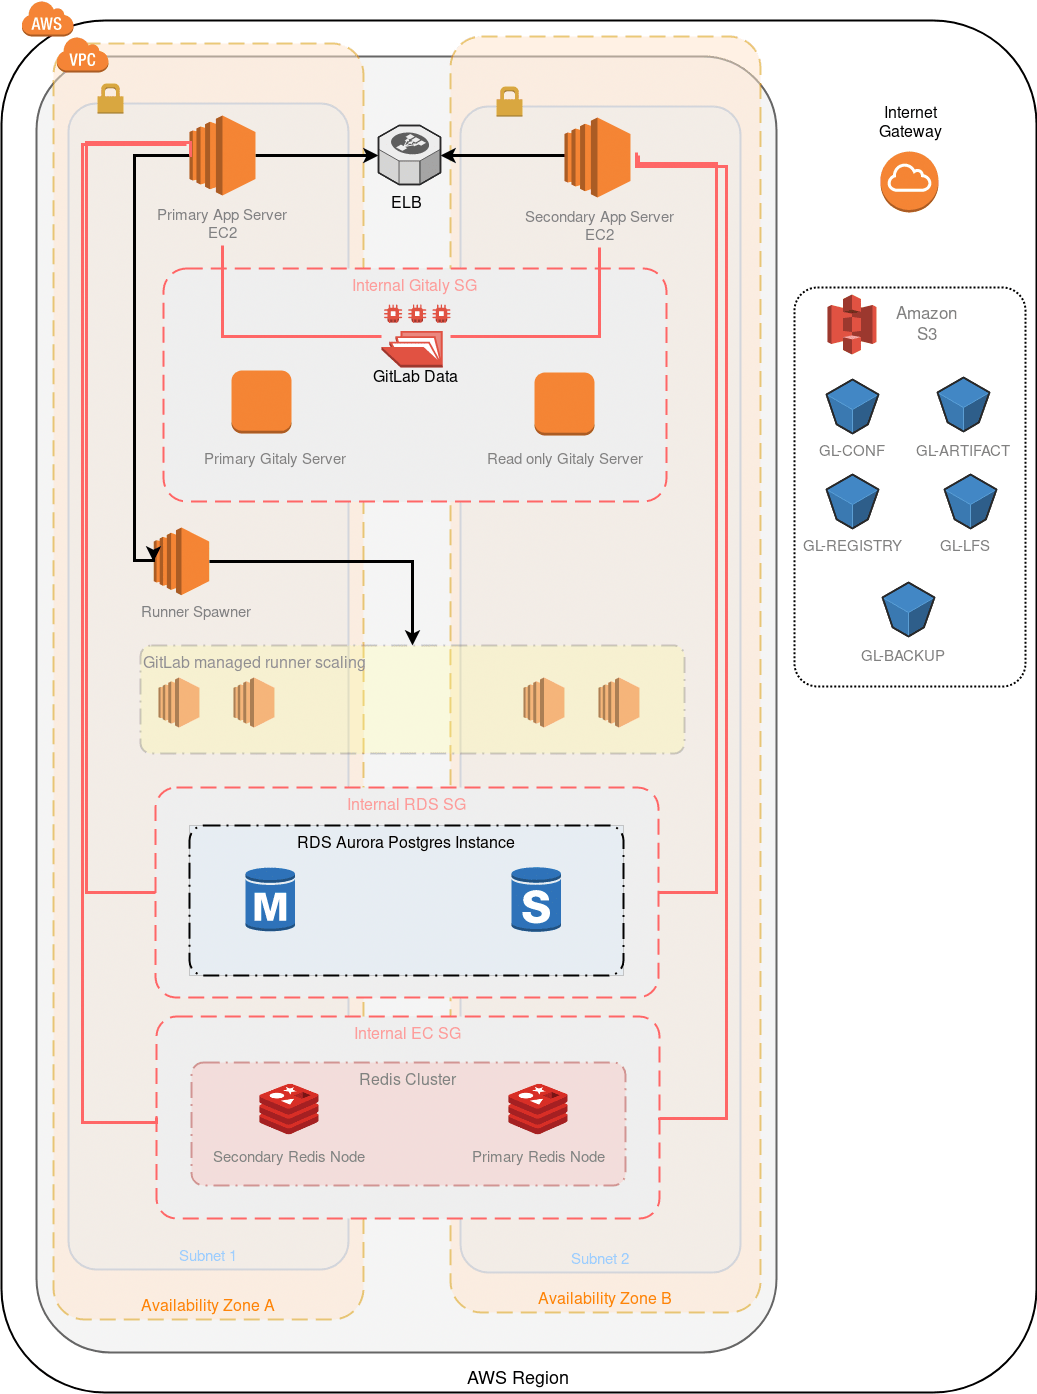 AWS
VPC
Internet
Gateway
ELB
Primary App Server
EC2
Secondary App Server
EC2
Internal Gitaly SG
GitLab Data
Primary Gitaly Server
Read only Gitaly Server
Amazon
S3
GL-CONF
GL-ARTIFACT
GL-REGISTRY
GL-LFS
GL-BACKUP
Runner Spawner
GitLab managed runner scaling
Internal RDS SG
RDS Aurora Postgres Instance
M
S
Internal EC SG
Redis Cluster
Secondary Redis Node
Primary Redis Node
Subnet 1
Subnet 2
Availability Zone A
Availability Zone B
AWS Region